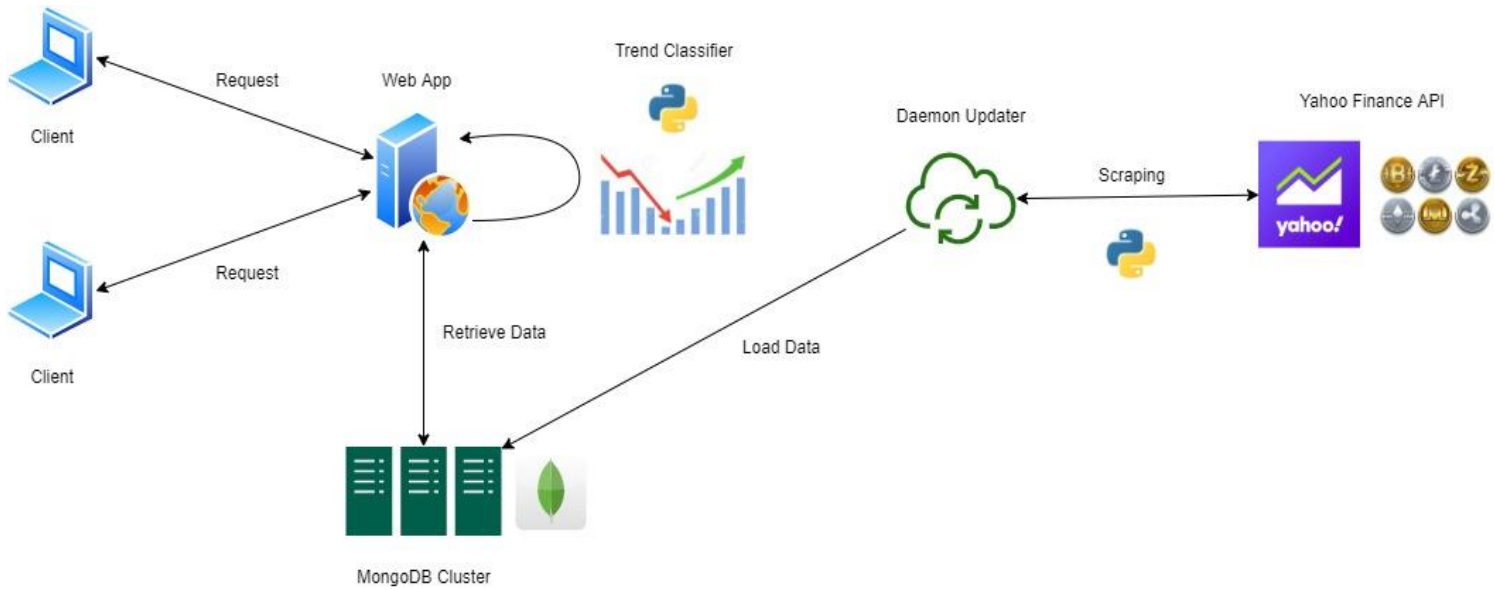 Trend Classifier
Web App
Request
Client
Daemon Updater
Yahoo Finance API
Scraping
yahoo!
Request
Client
Retrieve Data
Load Data
MongoDB Cluster